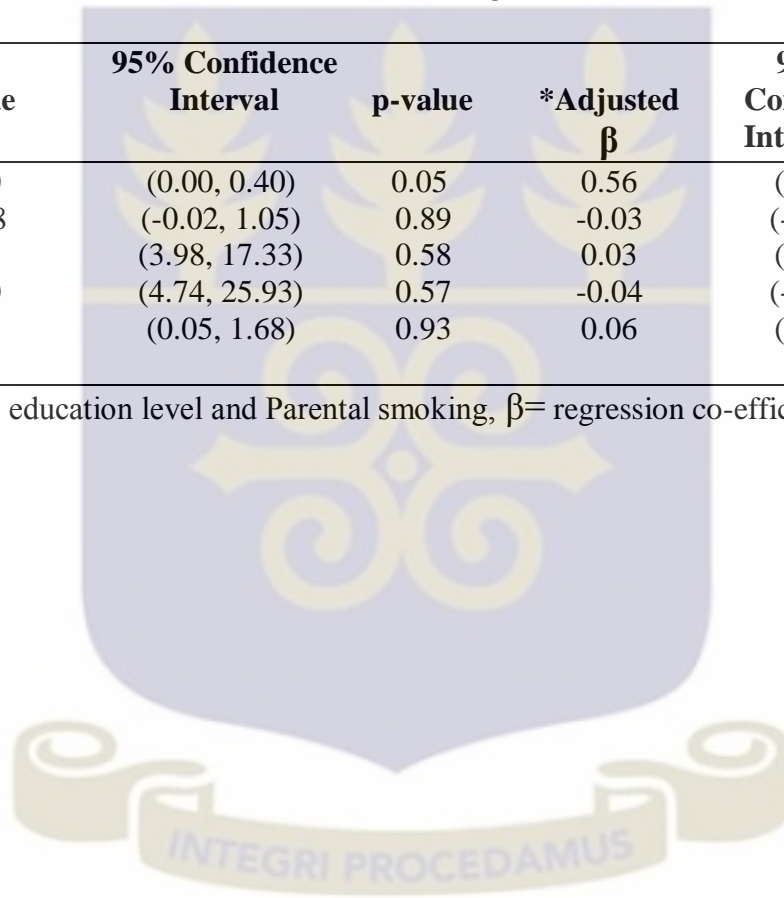 95% Confidence
Interval p-value *Adjusted
β
(0.00, 0.40) 0.05 0.56
(-0.02, 1.05) 0.89 -0.03
(3.98, 17.33) 0.58 0.03
(4.74, 25.93) 0.57 -0.04
(0.05, 1.68) 0.93 0.06
education level and Parental smoking, β= regression
INTEGRI PROCEDAMUS